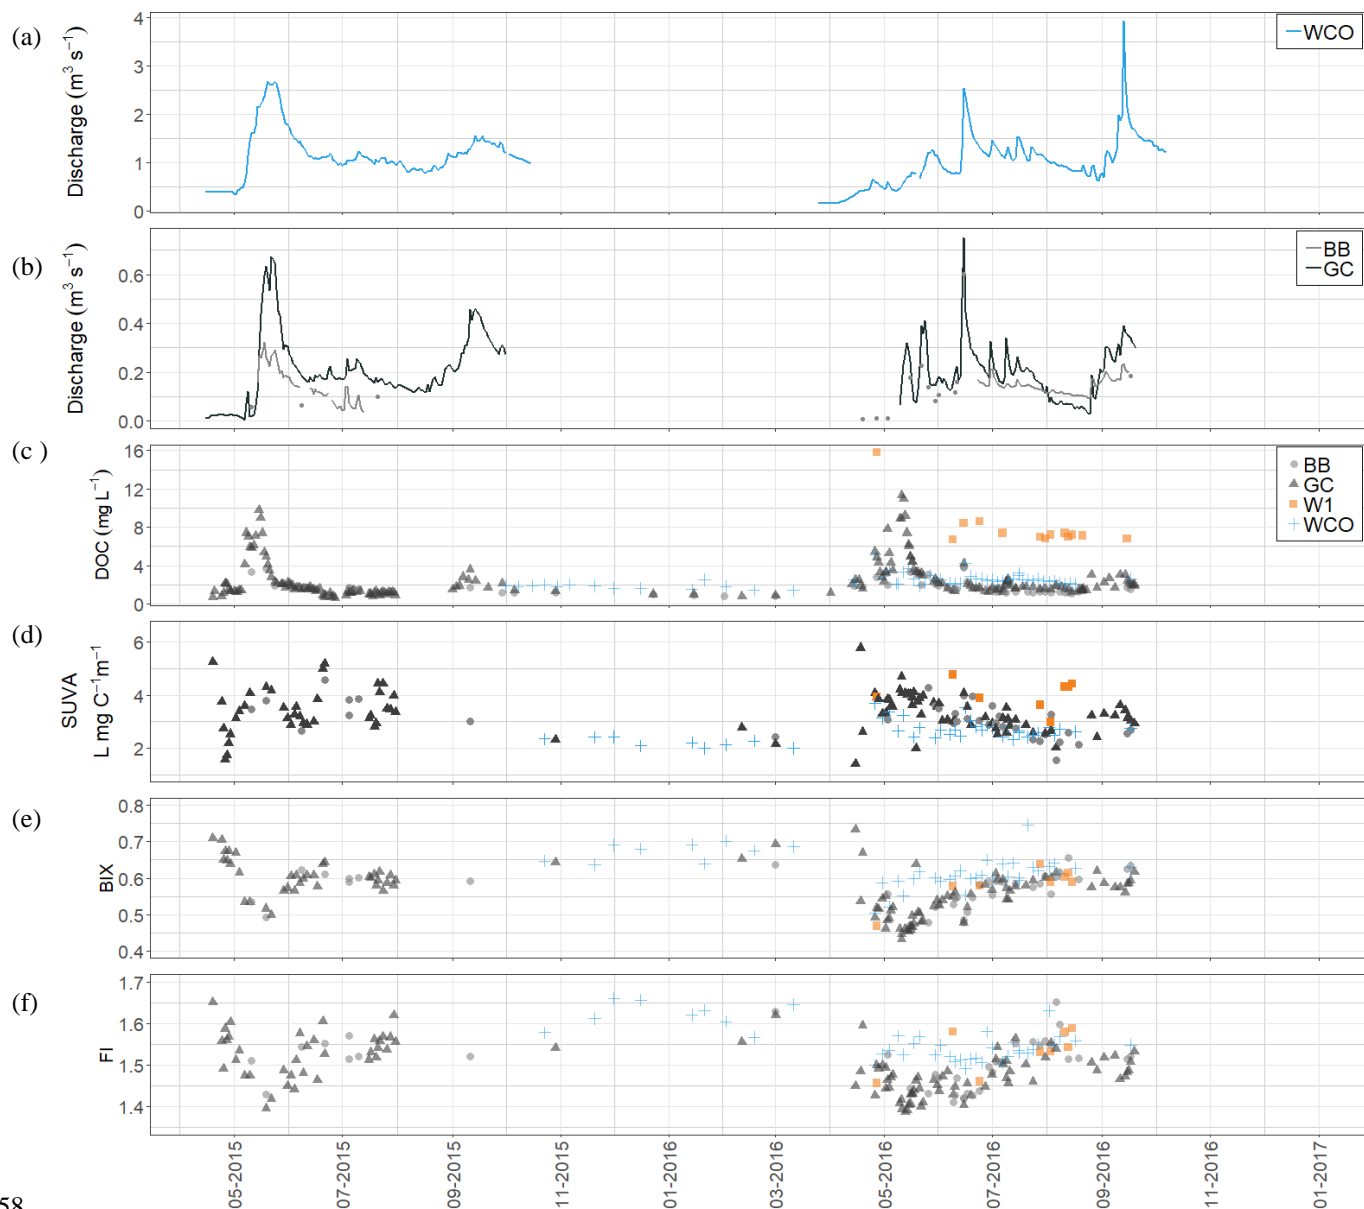 (a)
Discharge (m³ s⁻¹)
4
3
2
1
0
WCO
(b)
Discharge (m³ s⁻¹)
0.6
0.4
0.2
0.0
BB
GC
(c )
DOC (mg L⁻¹)
16
12
8
4
0
BB
GC
W1
WCO
(d)
SUVA
L mg C⁻¹m⁻¹
6
4
2
(e)
BIX
0.8
0.7
0.6
0.5
0.4
(f)
FI
1.7
1.6
1.5
1.4
05-2015
07-2015
09-2015
11-2015
01-2016
03-2016
05-2016
07-2016
09-2016
11-2016
01-2017
58